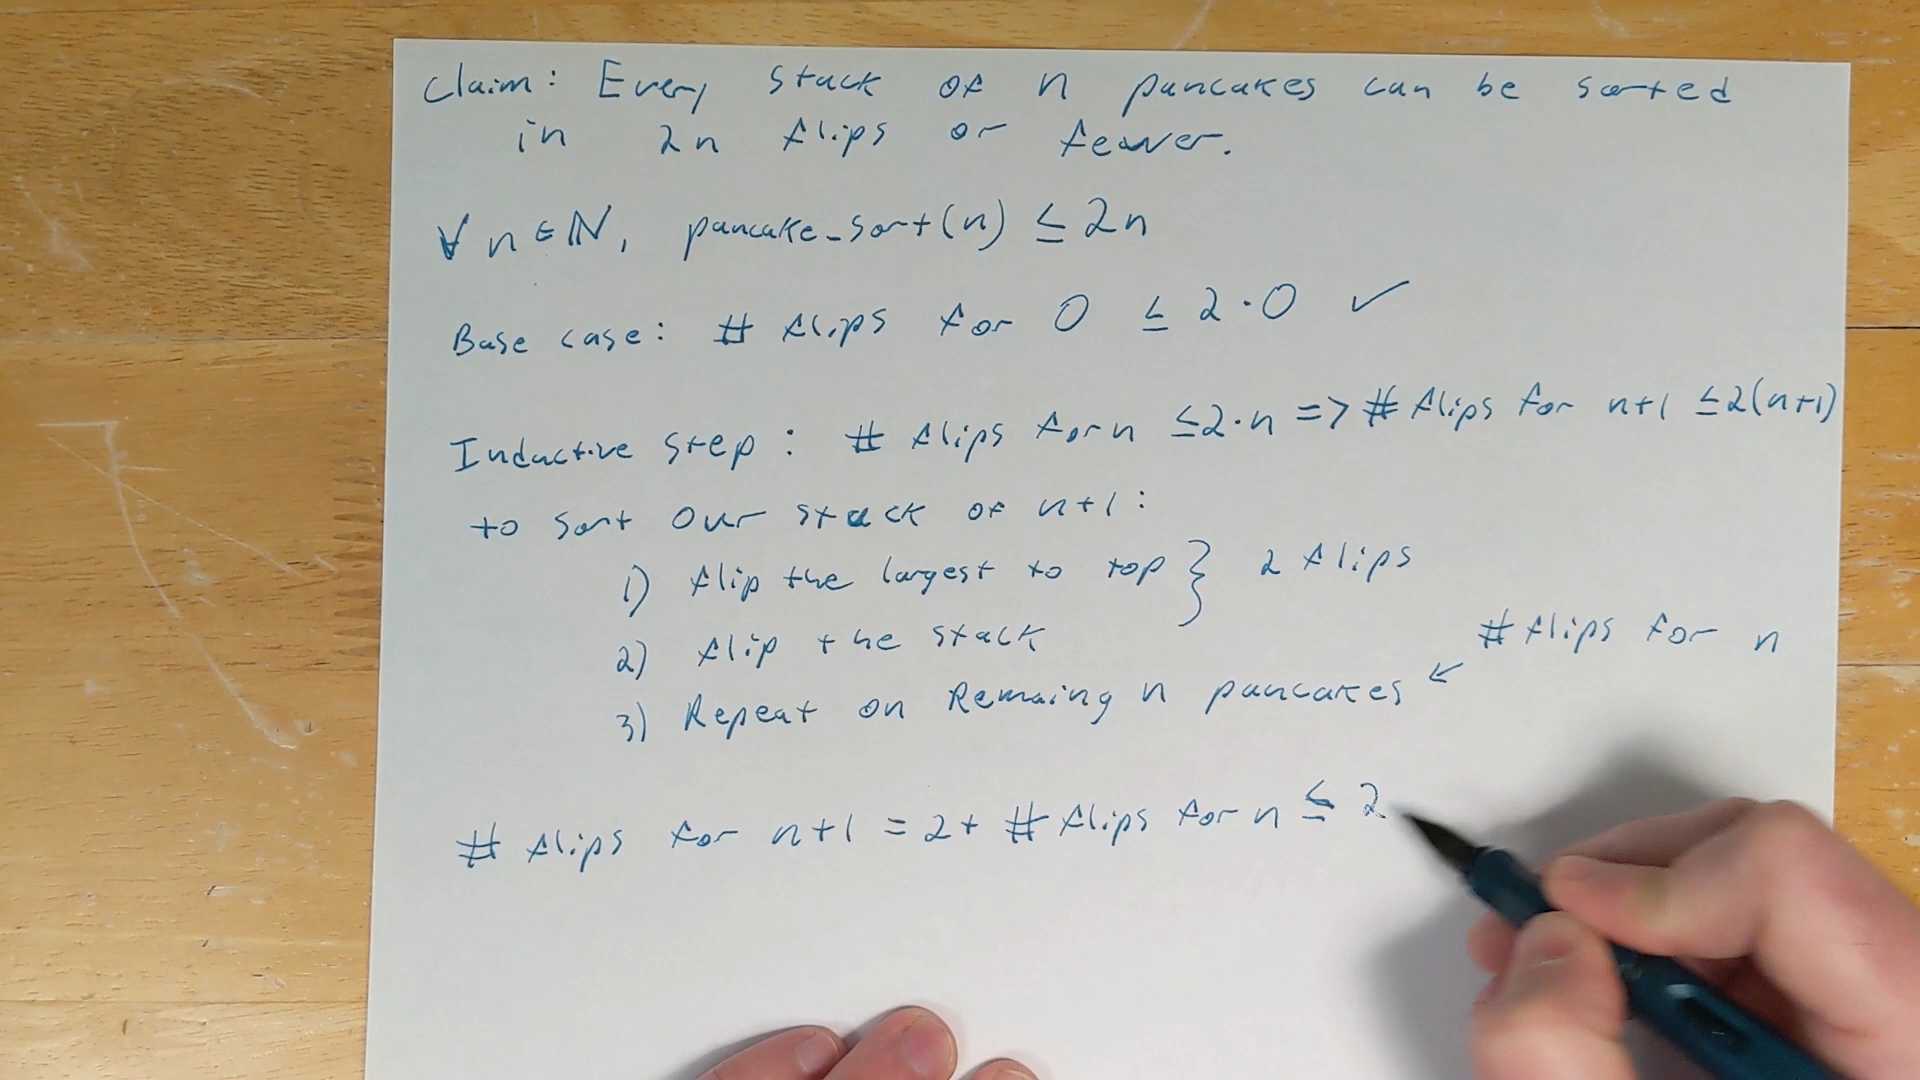 Claim: Every stack of n pancakes can be sorted
in 2n flips or fewer.
∀ n ∈ ℕ, pancake_sort(n) ≤ 2n
Base case: # flips for 0 ≤ 2·0 ✓
Inductive step: # flips for n ≤ 2·n => # flips for n+1 ≤ 2(n+1)
to sort our stack of n+1:
1) flip the largest to top } 2 flips
2) flip the stack
# flips for n
3) Repeat on Remaing n pancakes ↙
# flips for n+1 = 2 + # flips for n ≤ 2